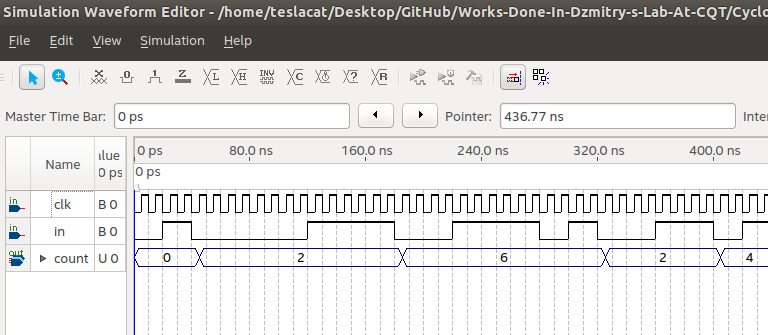 Simulation Waveform Editor - /home/teslacat/Desktop/GitHub/Works-Done-In-Dzmitry-s-Lab-At-CQT/Cyclo
File Edit View Simulation Help
Master Time Bar: 0 ps Pointer: 436.77 ns Inter
Name
alue
0 ps
0 ps 80.0 ns 160.0 ns 240.0 ns 320.0 ns 400.0 ns
0 ps
in clk B 0
in in B 0
out count U 0 0 2 6 2 4